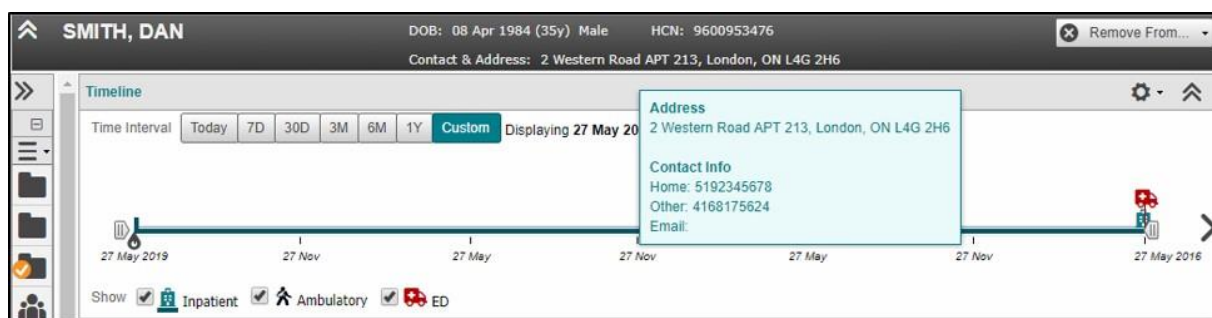 SMITH, DAN DOB: 08 Apr 1984 (35y) Male HCN: 9600953476 Remove From...
Contact & Address: 2 Western Road APT 213, London, ON L4G 2H6
Timeline
Time Interval Today 7D 30D 3M 6M 1Y Custom Displaying 27 May 20
Address
2 Western Road APT 213, London, ON L4G 2H6
Contact Info
Home: 5192345678
Other: 4168175624
Email:
27 May 2019 27 Nov 27 May 27 Nov 27 May 27 Nov 27 May 2016
Show Inpatient Ambulatory ED